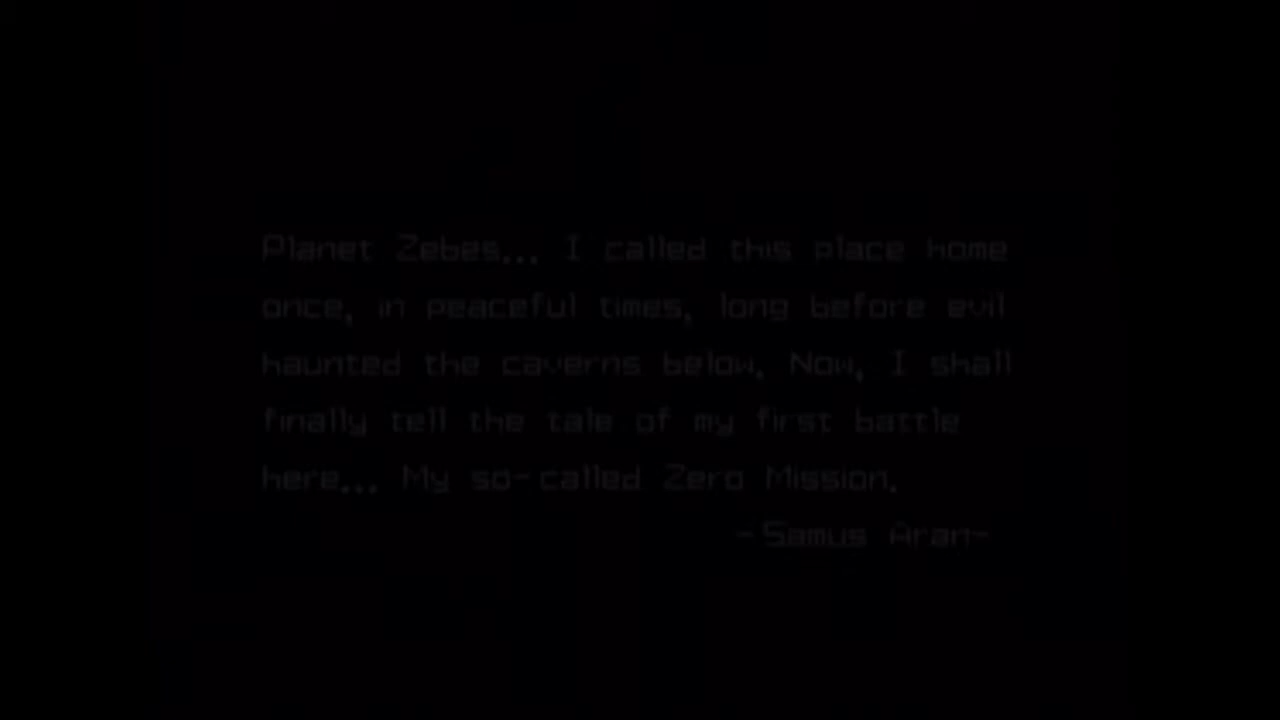 Planet Zebes... I called this place home
once, in peaceful times, long before evil
haunted the caverns below. Now, I shall
finally tell the tale of my first battle
here... My so-called Zero Mission.
-Samus Aran-